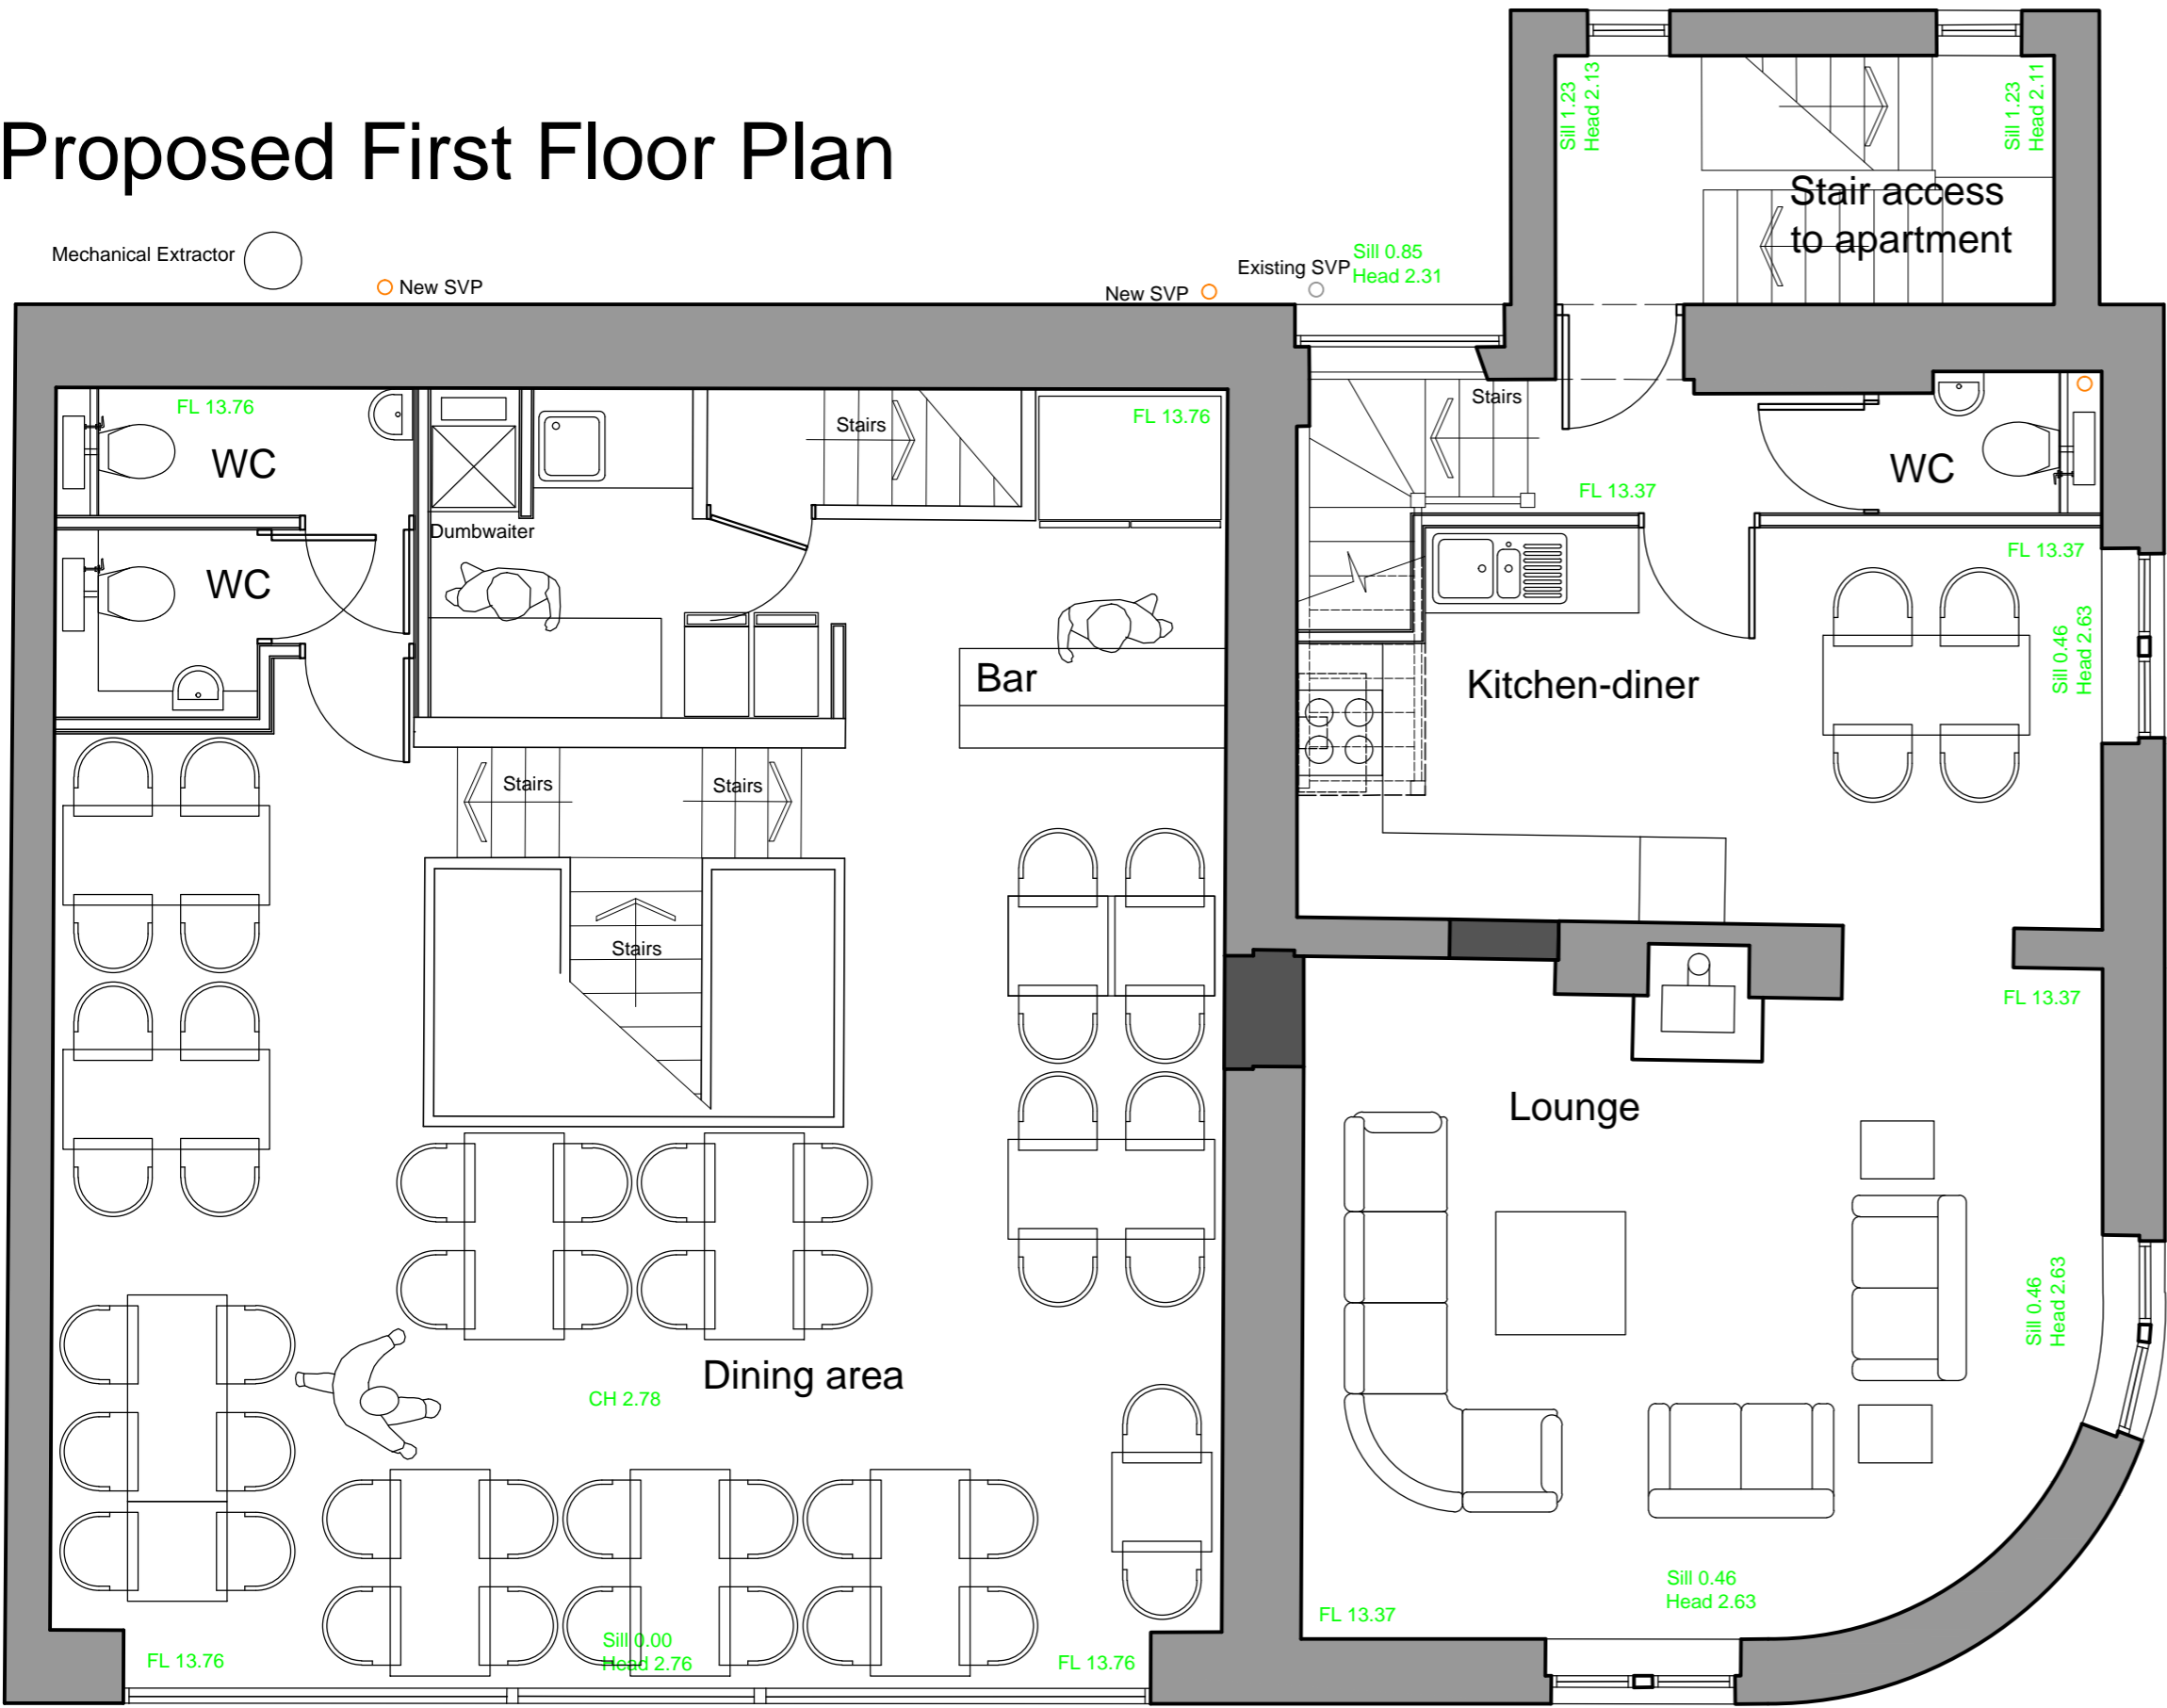 Proposed First Floor Plan
Sill 1.23
Head 2.13
Sill 1.23
Head 2.11
Stair access
to apartment
Mechanical Extractor
New SVP
New SVP
Existing SVP
Sill 0.85
Head 2.31
FL 13.76
WC
Stairs
FL 13.76
Stairs
WC
FL 13.37
Dumbwaiter
WC
FL 13.37
Sill 0.46
Head 2.63
Bar
Kitchen-diner
Stairs
Stairs
Stairs
FL 13.37
Lounge
Sill 0.46
Head 2.63
Dining area
CH 2.78
Sill 0.46
Head 2.63
FL 13.37
Sill 0.00
Head 2.76
FL 13.76
FL 13.76